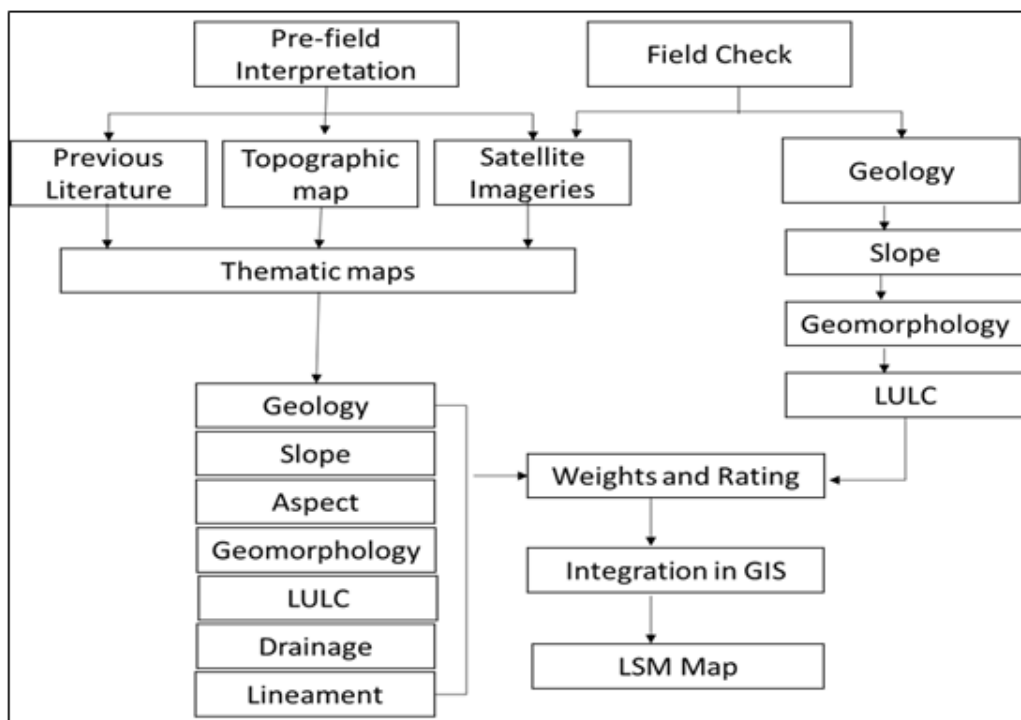 Pre-field
Interpretation
Field Check
Previous
Literature
Topographic
map
Satellite
Imageries
Geology
Thematic maps
Slope
Geomorphology
LULC
Geology
Slope
Aspect
Geomorphology
LULC
Drainage
Lineament
Weights and Rating
Integration in GIS
LSM Map